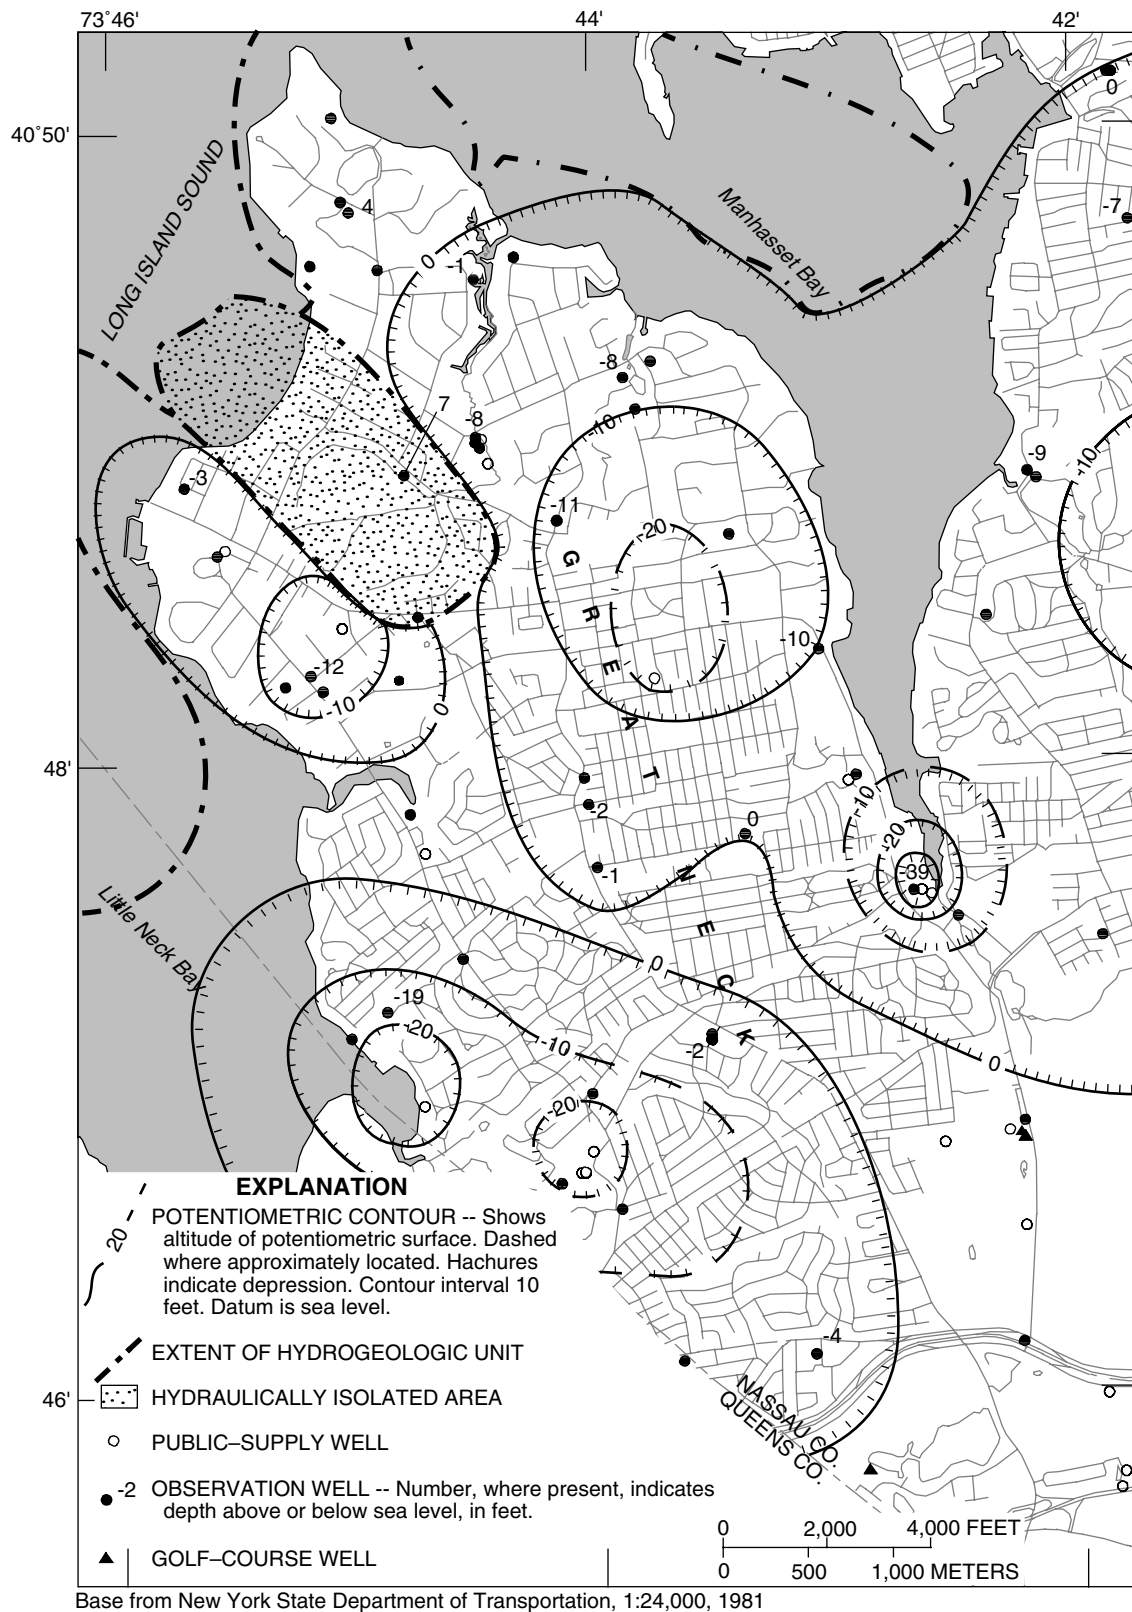 73°46'
44'
42'
40°50'
0
LONG ISLAND SOUND
4
Manhasset Bay
-7
0
-1
-8
-10
7
-8
-9
-10
-3
-11
-20
-10
-12
-10
0
GREAT NECK
48'
-2
0
-10
-20
-39
-1
Little Neck Bay
0
-19
-20
-10
-2
0
-20
-4
NASSAU CO.
QUEENS CO.
46'
EXPLANATION
20
POTENTIOMETRIC CONTOUR -- Shows
altitude of potentiometric surface. Dashed
where approximately located. Hachures
indicate depression. Contour interval 10
feet. Datum is sea level.
EXTENT OF HYDROGEOLOGIC UNIT
HYDRAULICALLY ISOLATED AREA
PUBLIC–SUPPLY WELL
-2 OBSERVATION WELL -- Number, where present, indicates
depth above or below sea level, in feet.
GOLF–COURSE WELL
0 2,000 4,000 FEET
0 500 1,000 METERS
Base from New York State Department of Transportation, 1:24,000, 1981